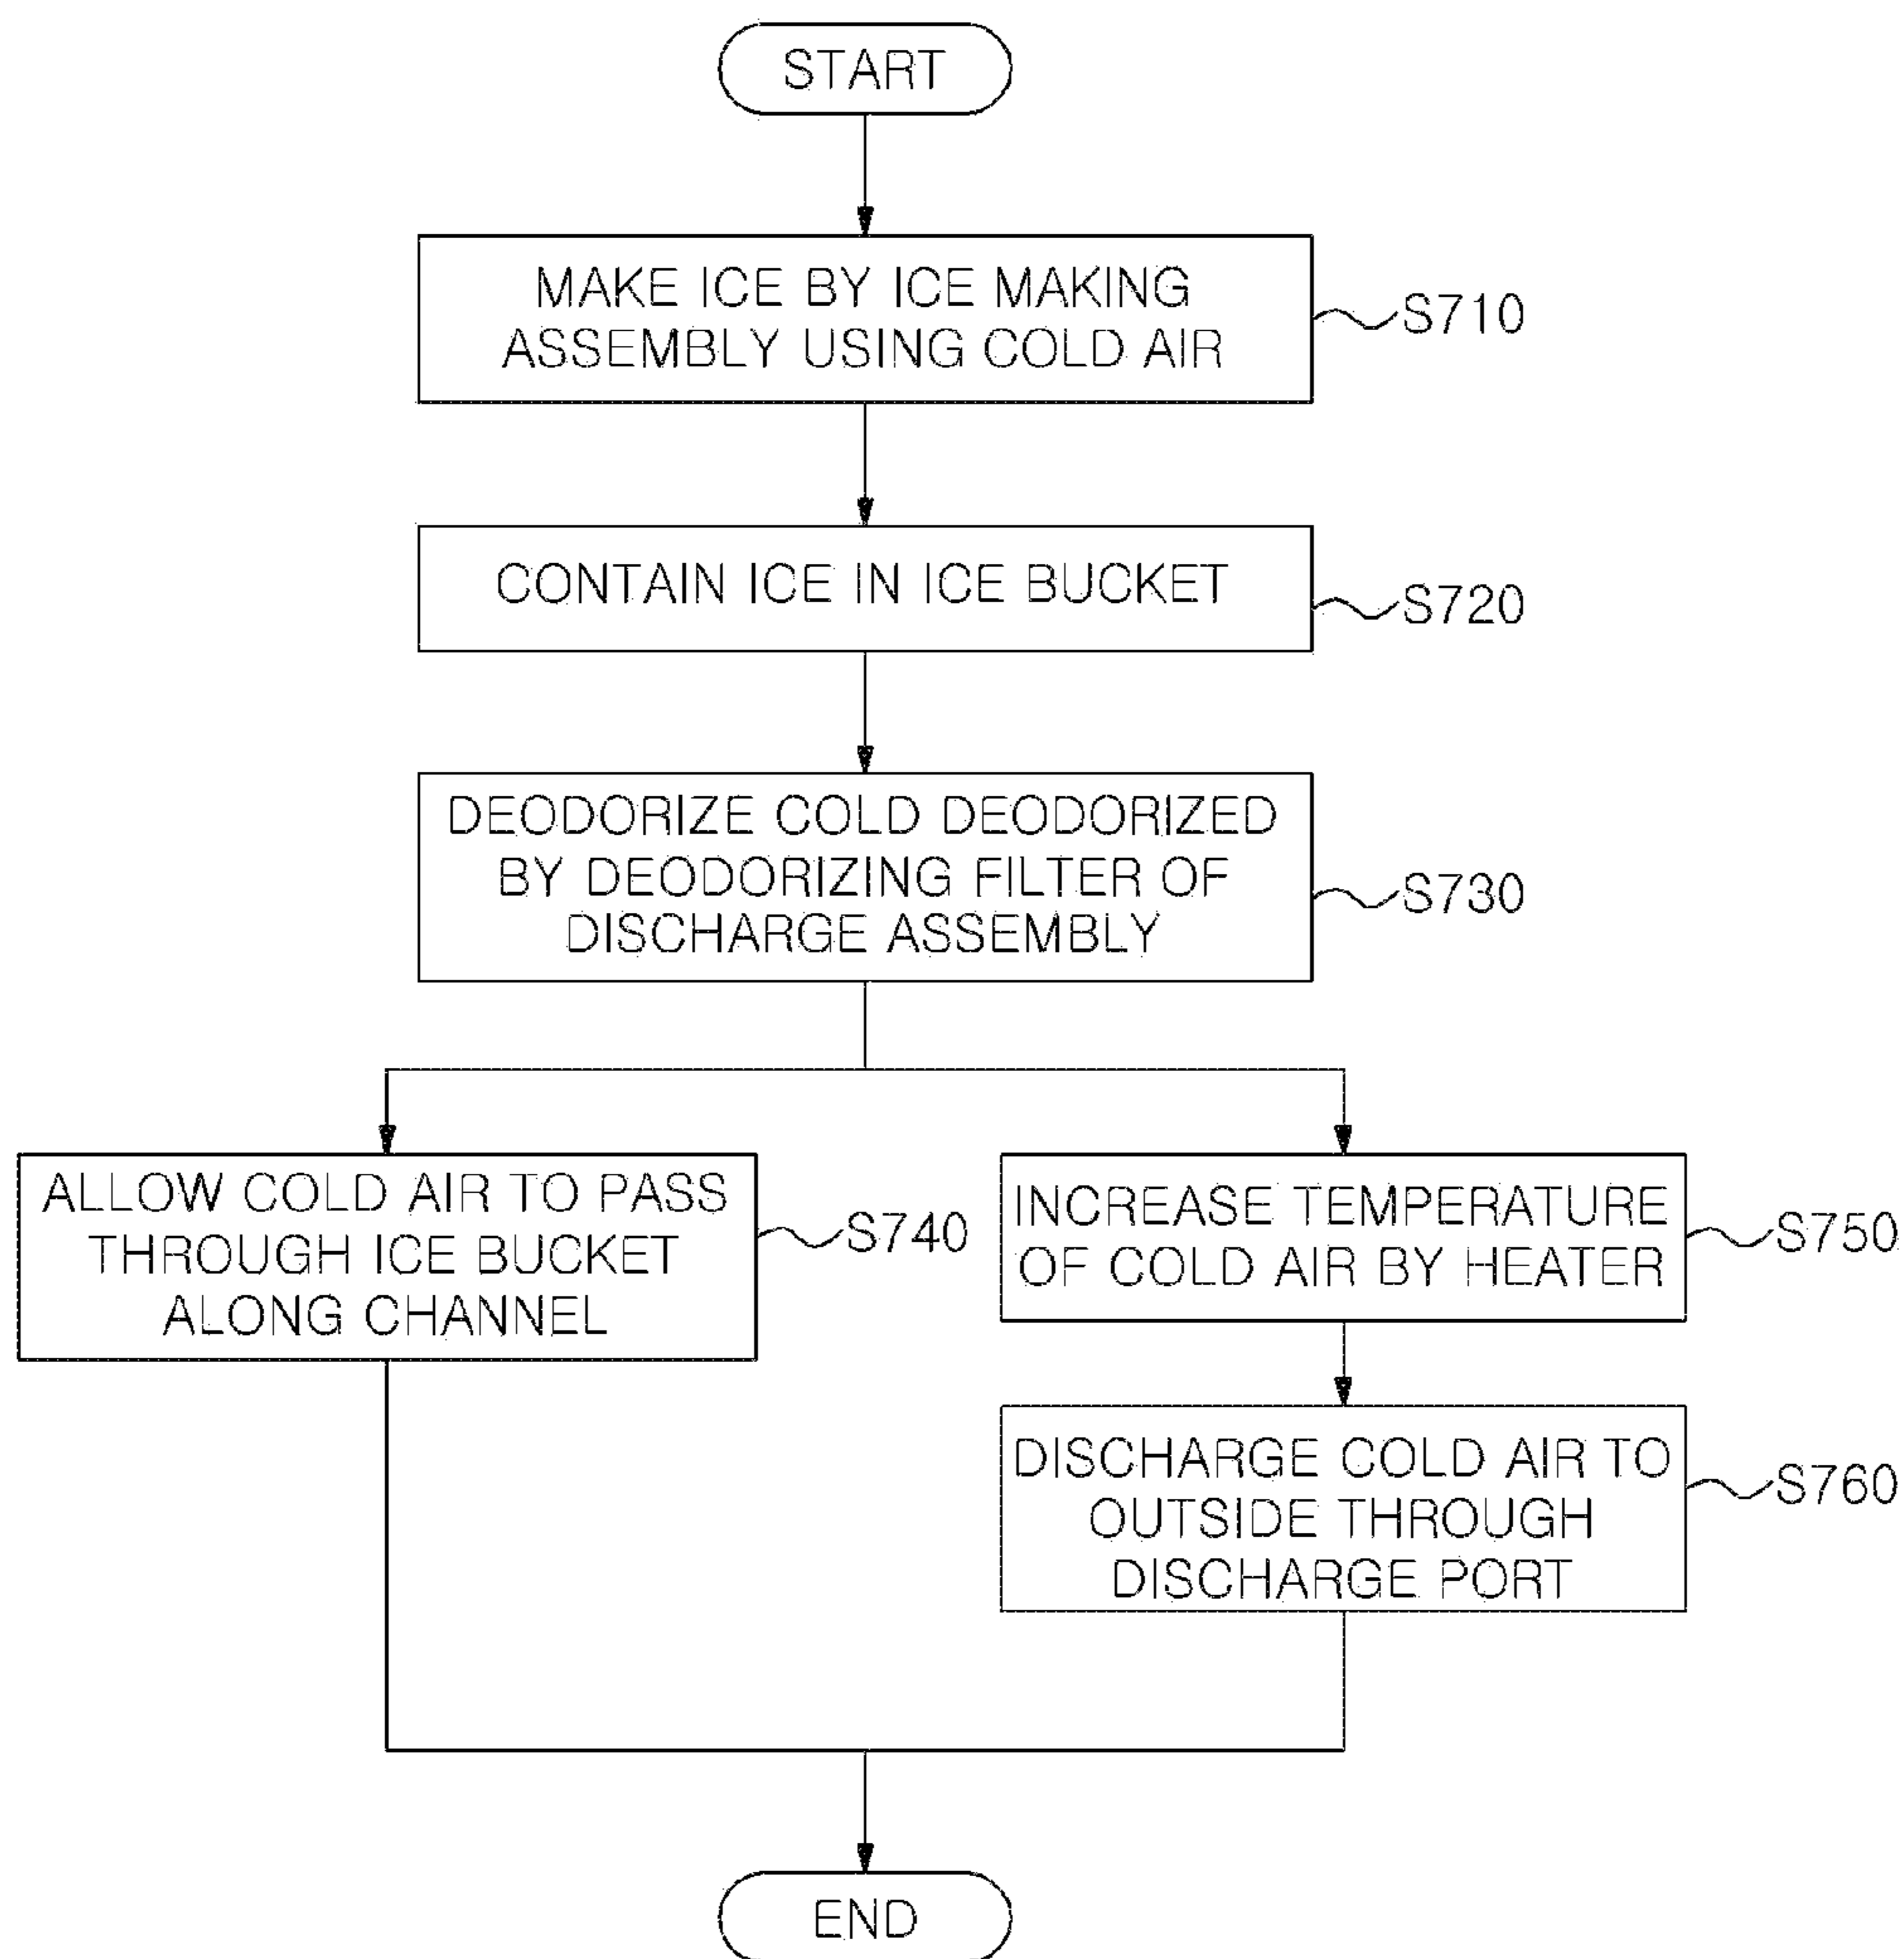 START
MAKE ICE BY ICE MAKING
ASSEMBLY USING COLD AIR
S710
CONTAIN ICE IN ICE BUCKET
S720
DEODORIZE COLD DEODORIZED
BY DEODORIZING FILTER OF
DISCHARGE ASSEMBLY
S730
ALLOW COLD AIR TO PASS
THROUGH ICE BUCKET
ALONG CHANNEL
S740
INCREASE TEMPERATURE
OF COLD AIR BY HEATER
S750
DISCHARGE COLD AIR TO
OUTSIDE THROUGH
DISCHARGE PORT
S760
END